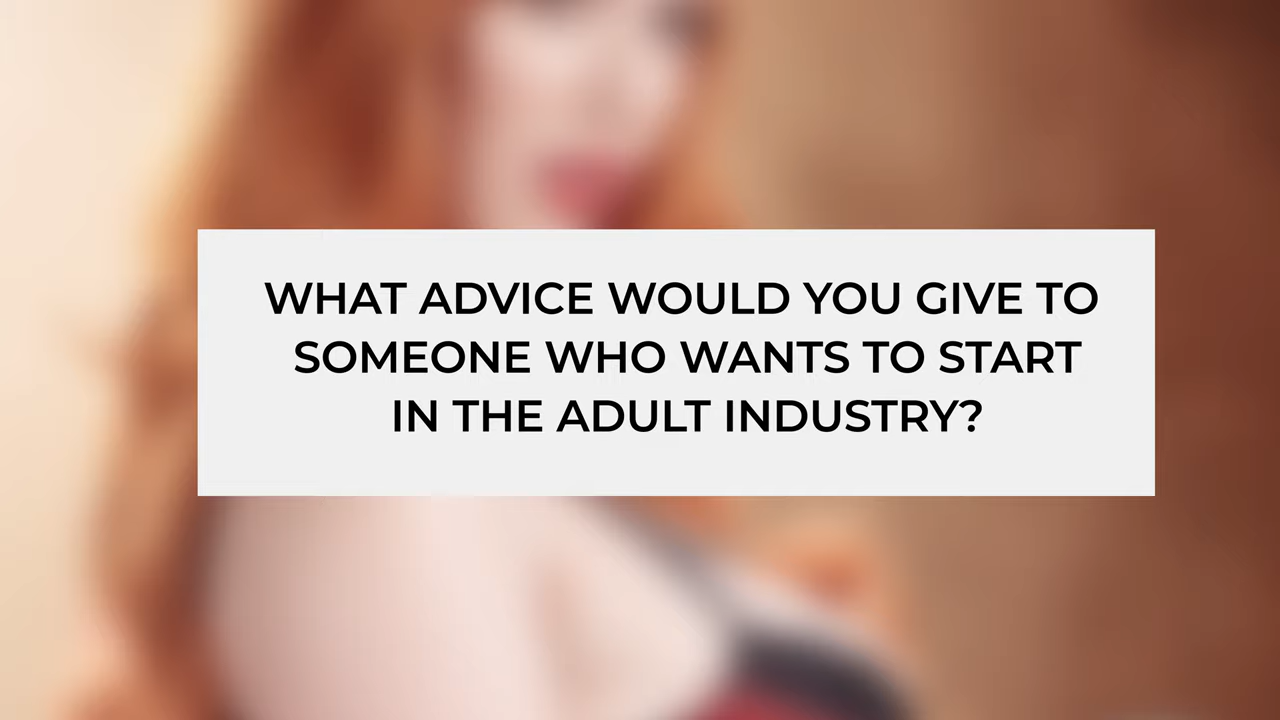 WHAT ADVICE WOULD YOU GIVE TO
SOMEONE WHO WANTS TO START
IN THE ADULT INDUSTRY?